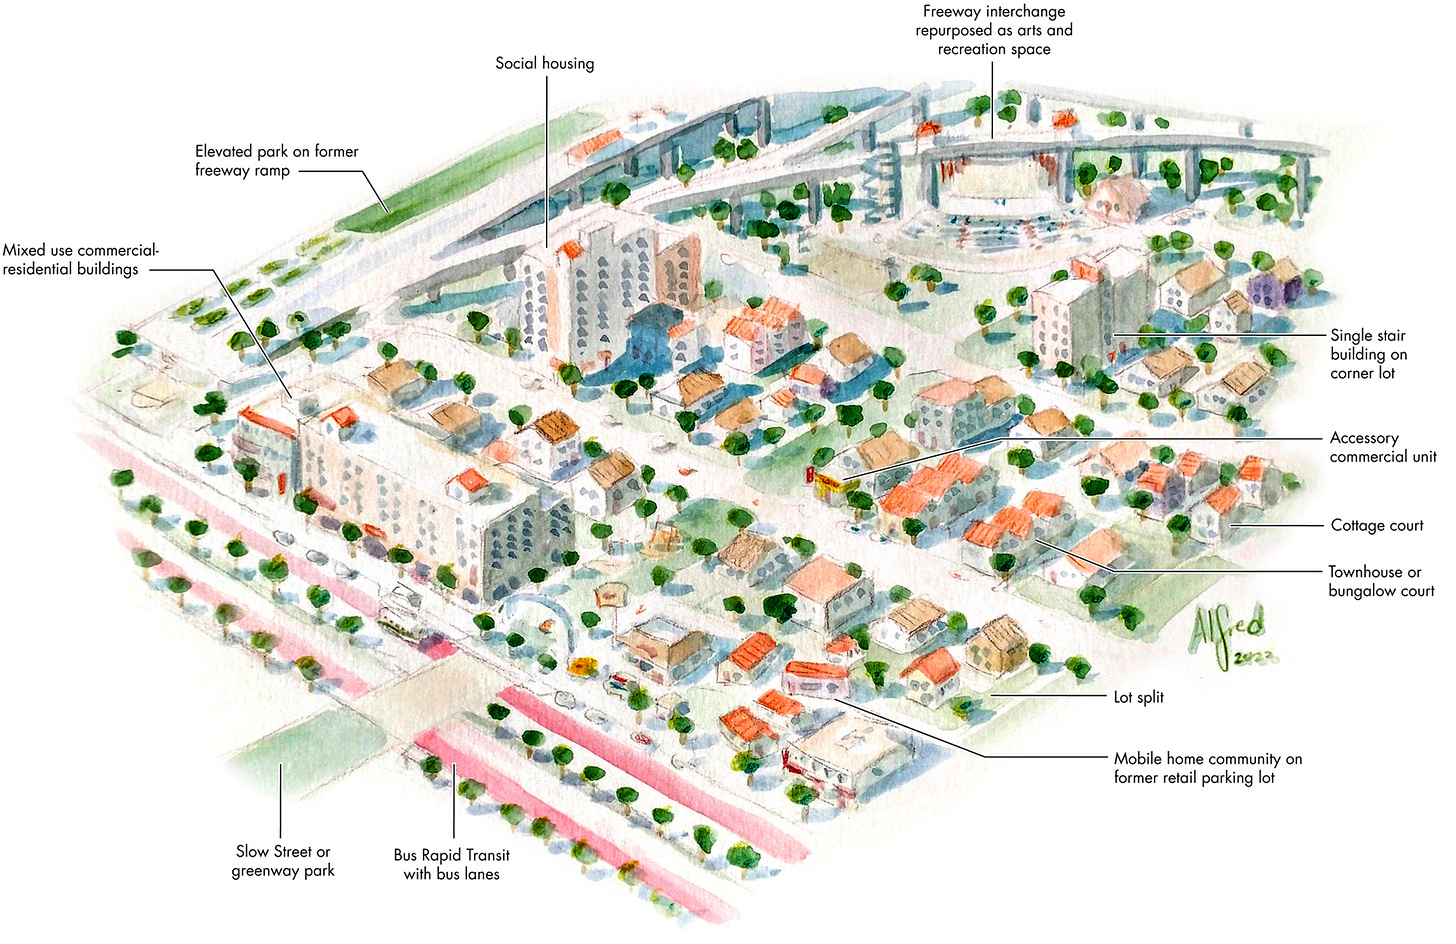 Freeway interchange
repurposed as arts and
recreation space
Social housing
Elevated park on former
freeway ramp
Mixed use commercial-
residential buildings
Single stair
building on
corner lot
Accessory
commercial unit
Cottage court
Townhouse or
bungalow court
Alfred
2022
Lot split
Mobile home community on
former retail parking lot
Slow Street or
greenway park
Bus Rapid Transit
with bus lanes